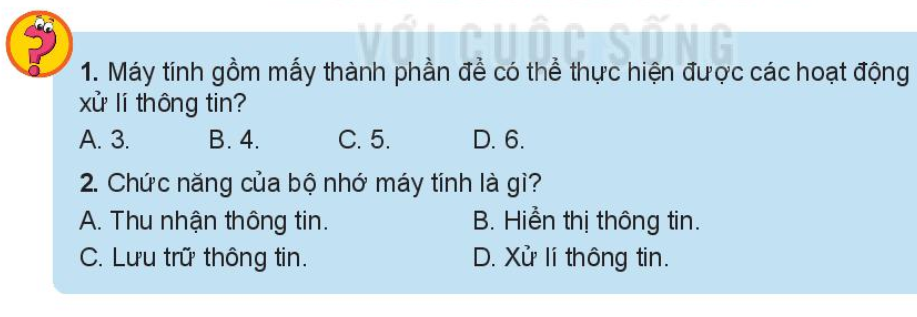 VỚI CUỘC SỐNG
1. Máy tính gồm mấy thành phần để có thể thực hiện được các hoạt động
xử lí thông tin?
A. 3. B. 4. C. 5. D. 6.
2. Chức năng của bộ nhớ máy tính là gì?
A. Thu nhận thông tin. B. Hiển thị thông tin.
C. Lưu trữ thông tin. D. Xử lí thông tin.